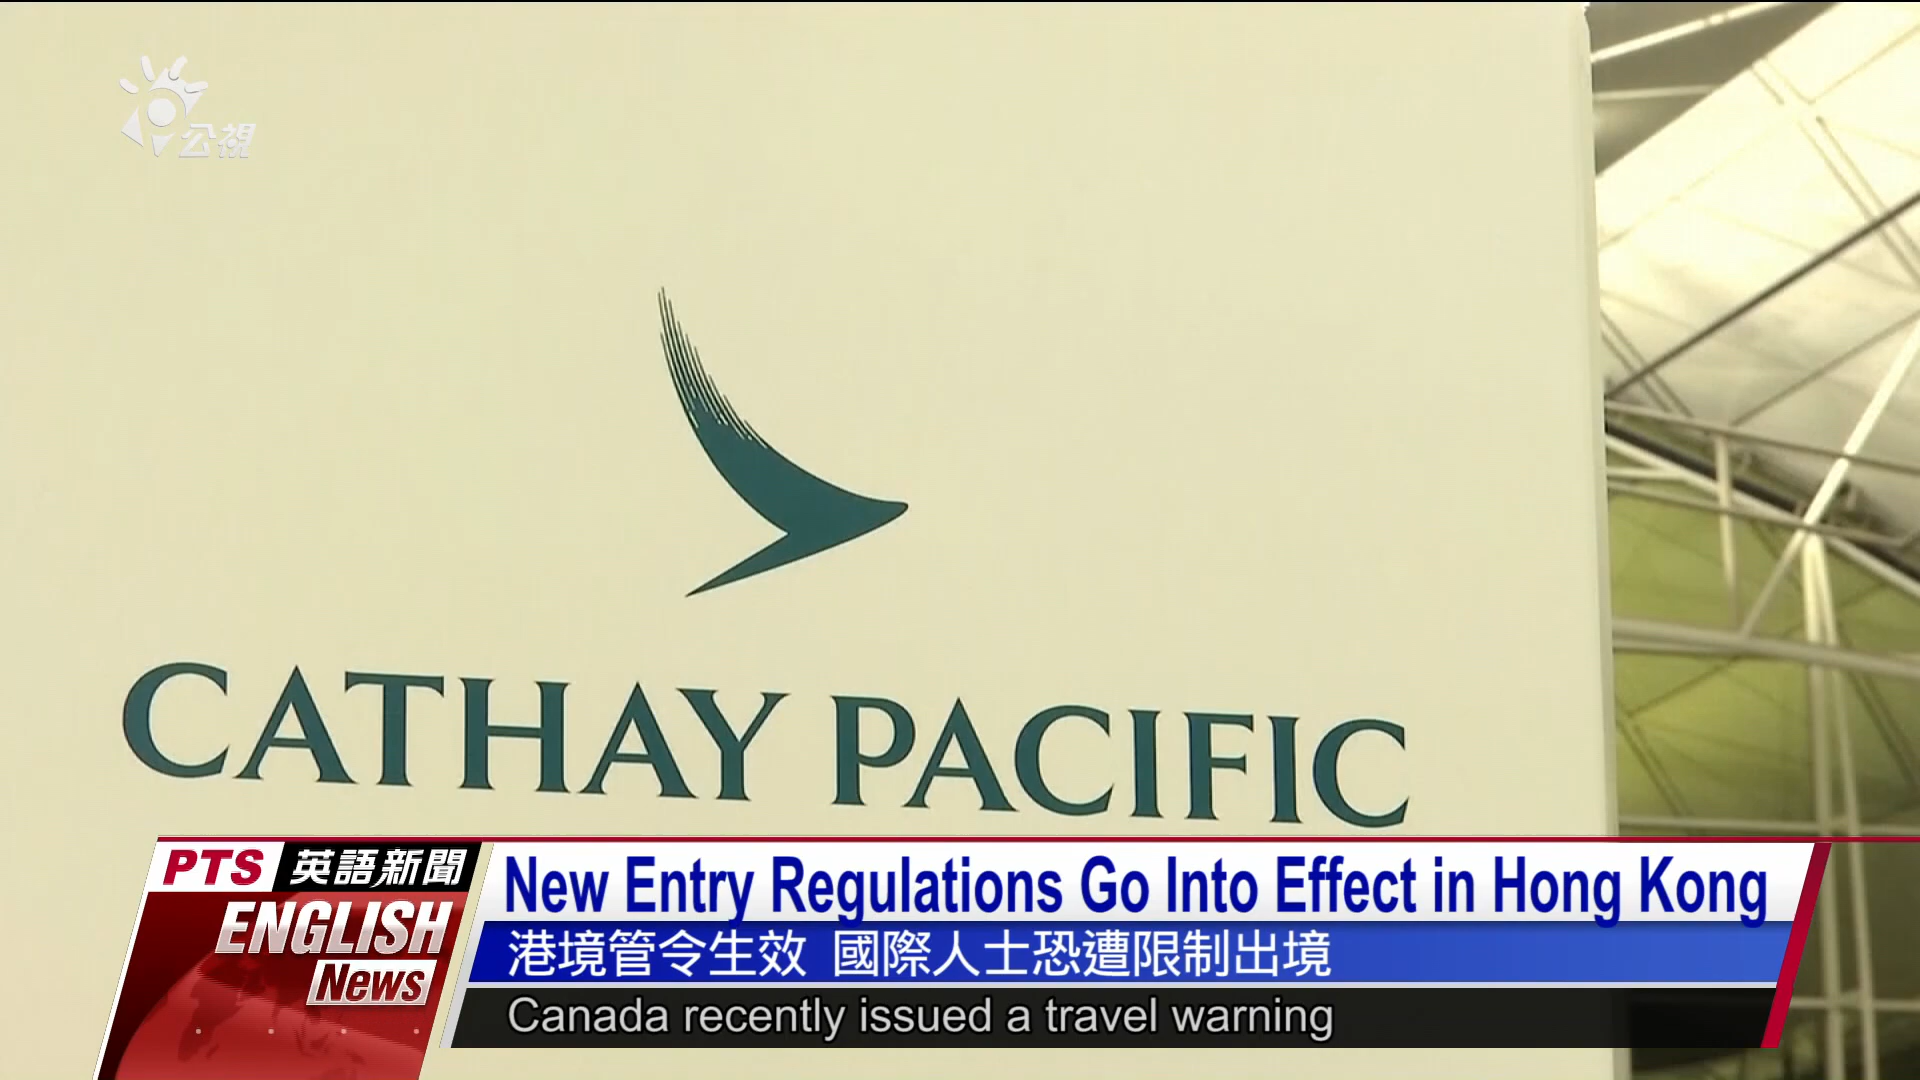 公視
CATHAY PACIFIC
PTS 英語新聞
ENGLISH
News
New Entry Regulations Go Into Effect in Hong Kong
港境管令生效 國際人士恐遭限制出境
Canada recently issued a travel warning